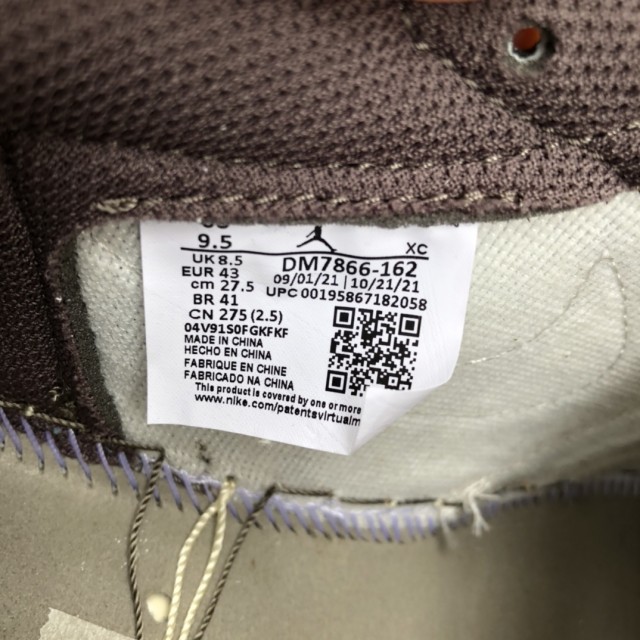 9.5 XC
UK 8.5 DM7866-162
EUR 43 09/01/21 | 10/21/21
cm 27.5 UPC 00195867182058
BR 41
CN 275 (2.5)
04V91S0FGKFKF
MADE IN CHINA
HECHO EN CHINA
FABRIQUE EN CHINE
FABRICADO NA CHINA
This product is covered by one or more
www.nike.com/patentsvirtualm